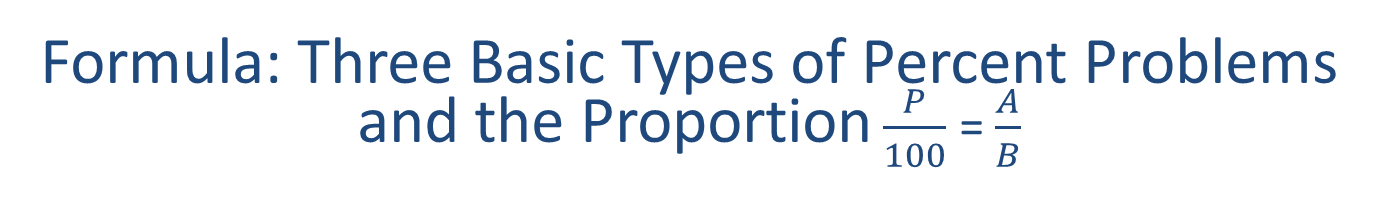 Formula: Three Basic Types of Percent Problems
and the Proportion P/100 = A/B